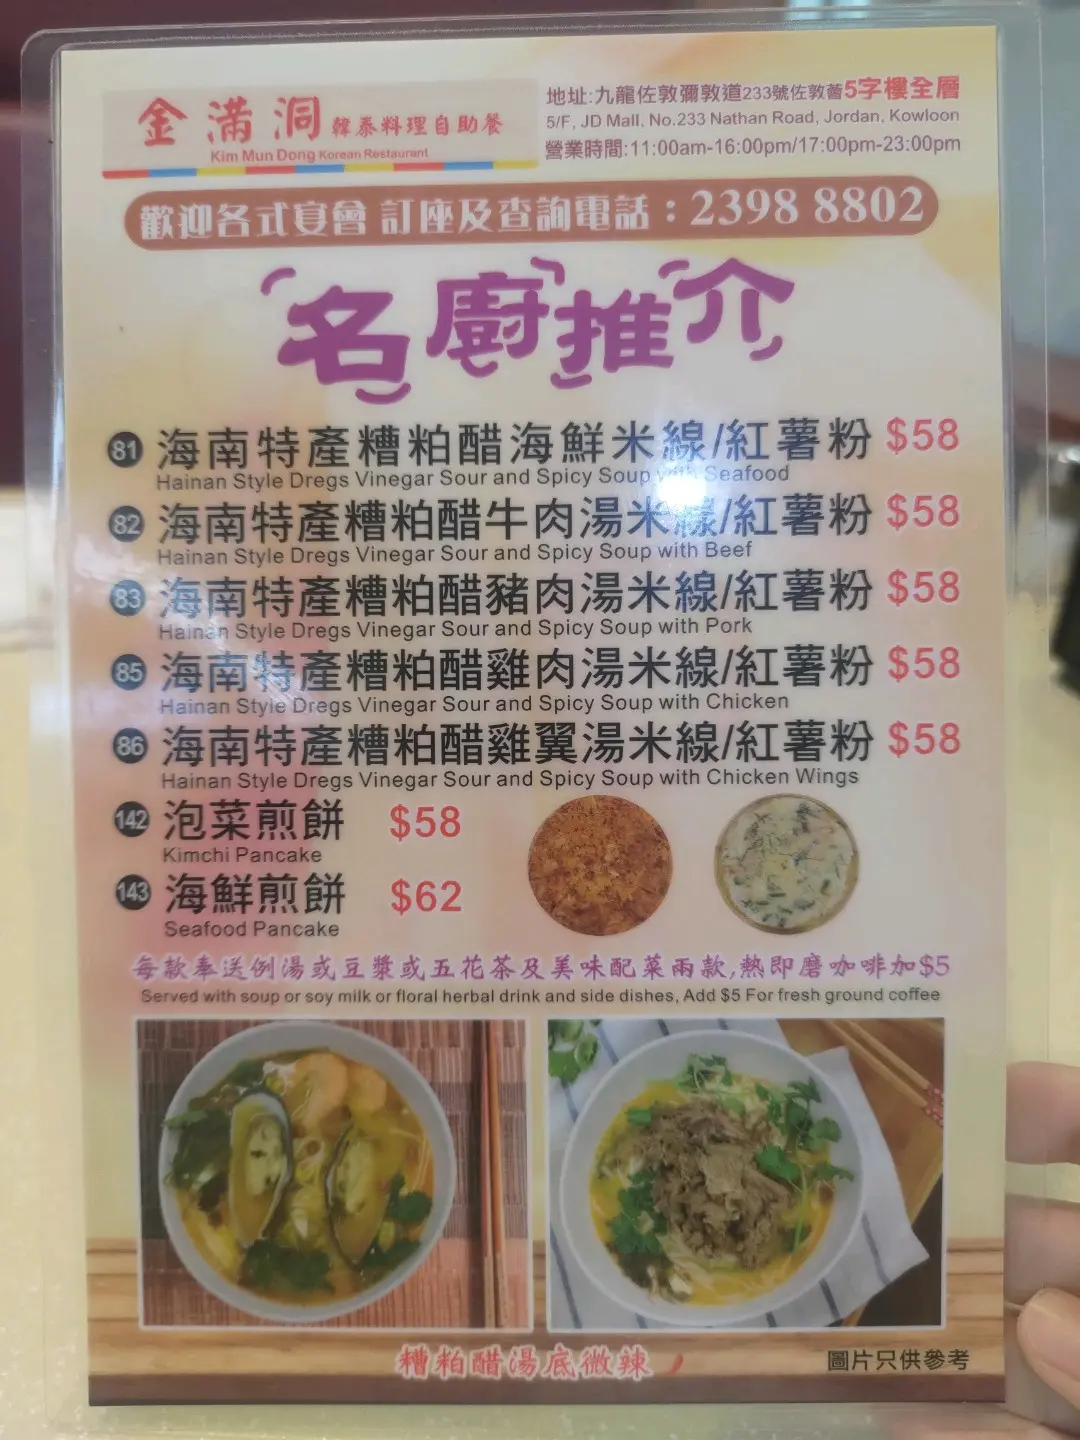 金滿洞 韓泰料理自助餐
Kim Mun Dong Korean Restaurant
地址:九龍佐敦彌敦道233號佐敦薈5字樓全層
5/F, JD Mall, No.233 Nathan Road, Jordan, Kowloon
營業時間:11:00am-16:00pm/17:00pm-23:00pm
歡迎各式宴會 訂座及查詢電話：2398 8802
名廚推介
81 海南特產糟粕醋海鮮米線/紅薯粉 $58
Hainan Style Dregs Vinegar Sour and Spicy Soup with Seafood
82 海南特產糟粕醋牛肉湯米線/紅薯粉 $58
Hainan Style Dregs Vinegar Sour and Spicy Soup with Beef
83 海南特產糟粕醋豬肉湯米線/紅薯粉 $58
Hainan Style Dregs Vinegar Sour and Spicy Soup with Pork
85 海南特產糟粕醋雞肉湯米線/紅薯粉 $58
Hainan Style Dregs Vinegar Sour and Spicy Soup with Chicken
86 海南特產糟粕醋雞翼湯米線/紅薯粉 $58
Hainan Style Dregs Vinegar Sour and Spicy Soup with Chicken Wings
142 泡菜煎餅 $58
Kimchi Pancake
143 海鮮煎餅 $62
Seafood Pancake
每款奉送例湯或豆漿或五花茶及美味配菜兩款,熱即磨咖啡加$5
Served with soup or soy milk or floral herbal drink and side dishes, Add $5 For fresh ground coffee
糟粕醋湯底微辣
圖片只供參考